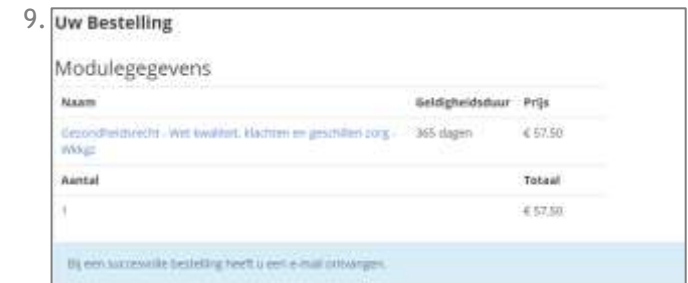 9. Uw Bestelling
Modulegegevens
Naam Geldigheidsduur Prijs
Gezondheidsrecht - Wet kwaliteit, klachten en geschillen zorg - 365 dagen € 57,50
Wkkgz
Aantal Totaal
1 € 57,50
Bij een succesvolle bestelling heeft u een e-mail ontvangen.